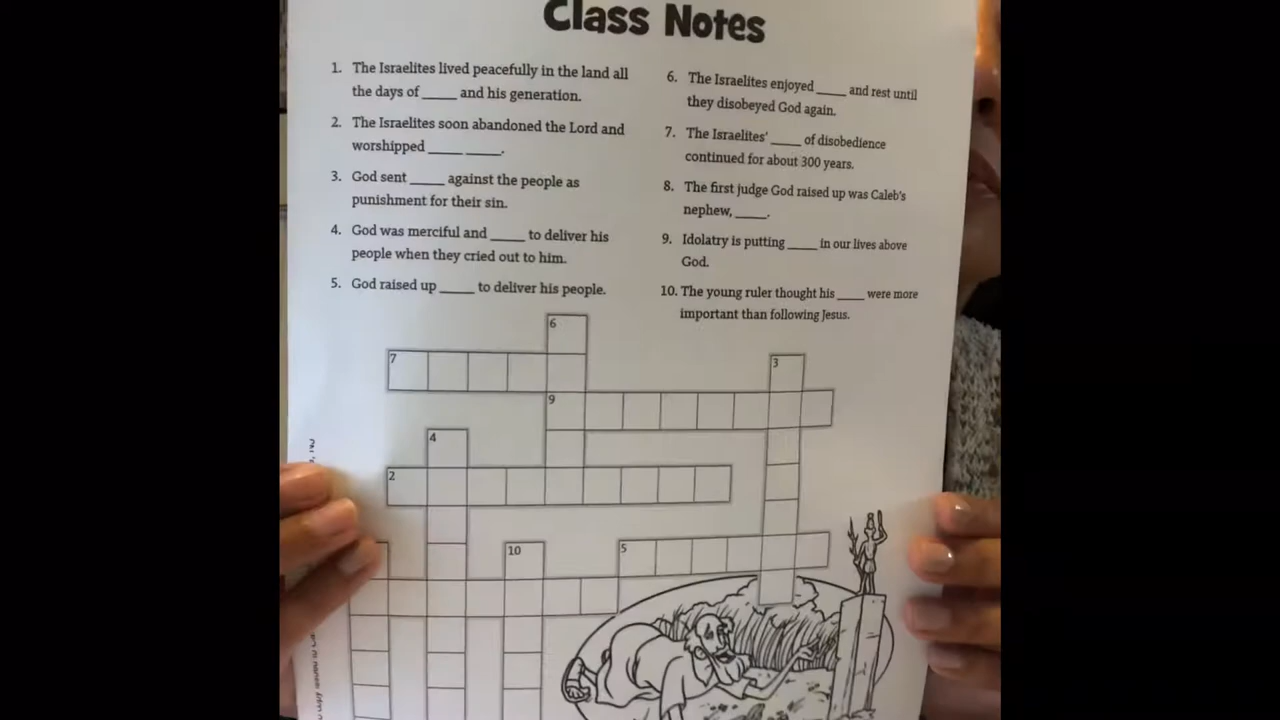 Class Notes
1. The Israelites lived peacefully in the land all
the days of _____ and his generation.
2. The Israelites soon abandoned the Lord and
worshipped _____ _____.
3. God sent _____ against the people as
punishment for their sin.
4. God was merciful and _____ to deliver his
people when they cried out to him.
5. God raised up _____ to deliver his people.
6. The Israelites enjoyed ____ and rest until
they disobeyed God again.
7. The Israelites' ____ of disobedience
continued for about 300 years.
8. The first judge God raised up was Caleb's
nephew, ____.
9. Idolatry is putting ____ in our lives above
God.
10. The young ruler thought his ____ were more
important than following Jesus.
6
7
3
9
4
2
10
5